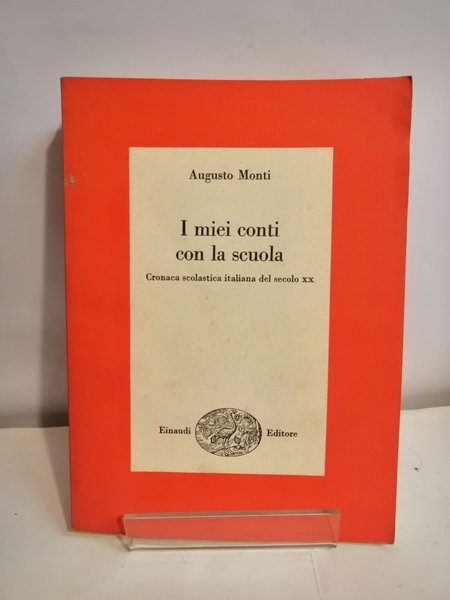 Augusto Monti
I miei conti
con la scuola
Cronaca scolastica italiana del secolo XX
Einaudi Editore